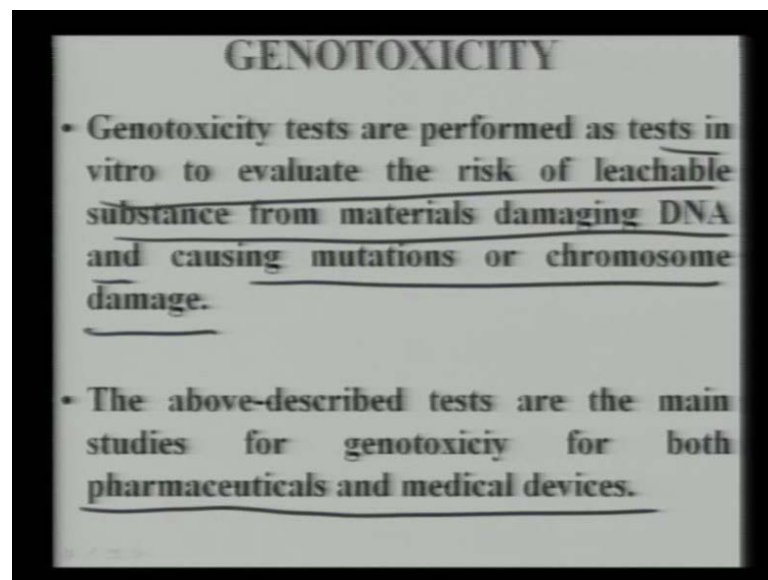 GENOTOXICITY
• Genotoxicity tests are performed as tests in
vitro to evaluate the risk of leachable
substance from materials damaging DNA
and causing mutations or chromosome
damage.
• The above-described tests are the main
studies for genotoxiciy for both
pharmaceuticals and medical devices.